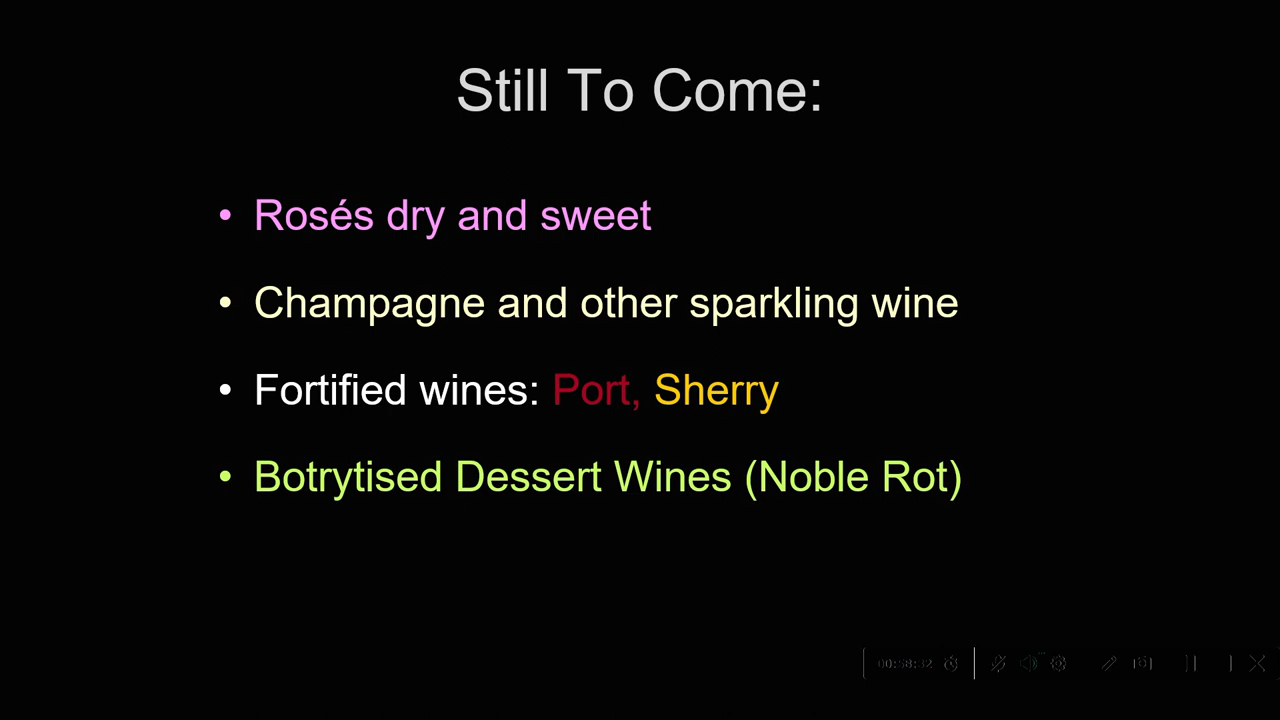 Still To Come:
• Rosés dry and sweet
• Champagne and other sparkling wine
• Fortified wines: Port, Sherry
• Botrytised Dessert Wines (Noble Rot)